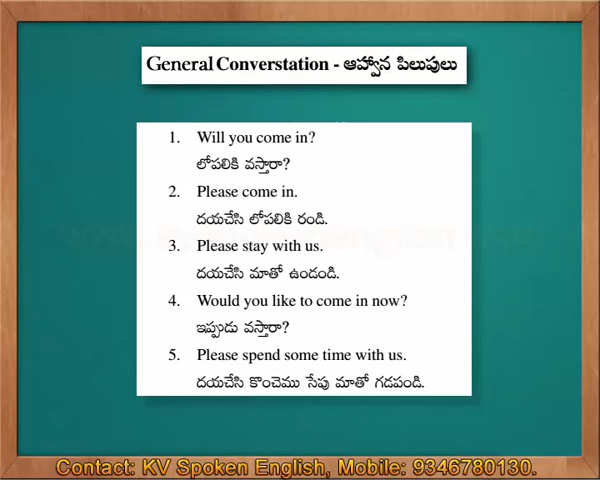 General Converstation - ఆహ్వాన పిలుపులు
1. Will you come in?
లోపలికి వస్తారా?
2. Please come in.
దయచేసి లోపలికి రండి.
3. Please stay with us.
దయచేసి మాతో ఉండండి.
4. Would you like to come in now?
ఇప్పుడు వస్తారా?
5. Please spend some time with us.
దయచేసి కొంచెము సేపు మాతో గడపండి.
Contact: KV Spoken English, Mobile: 9346780130.